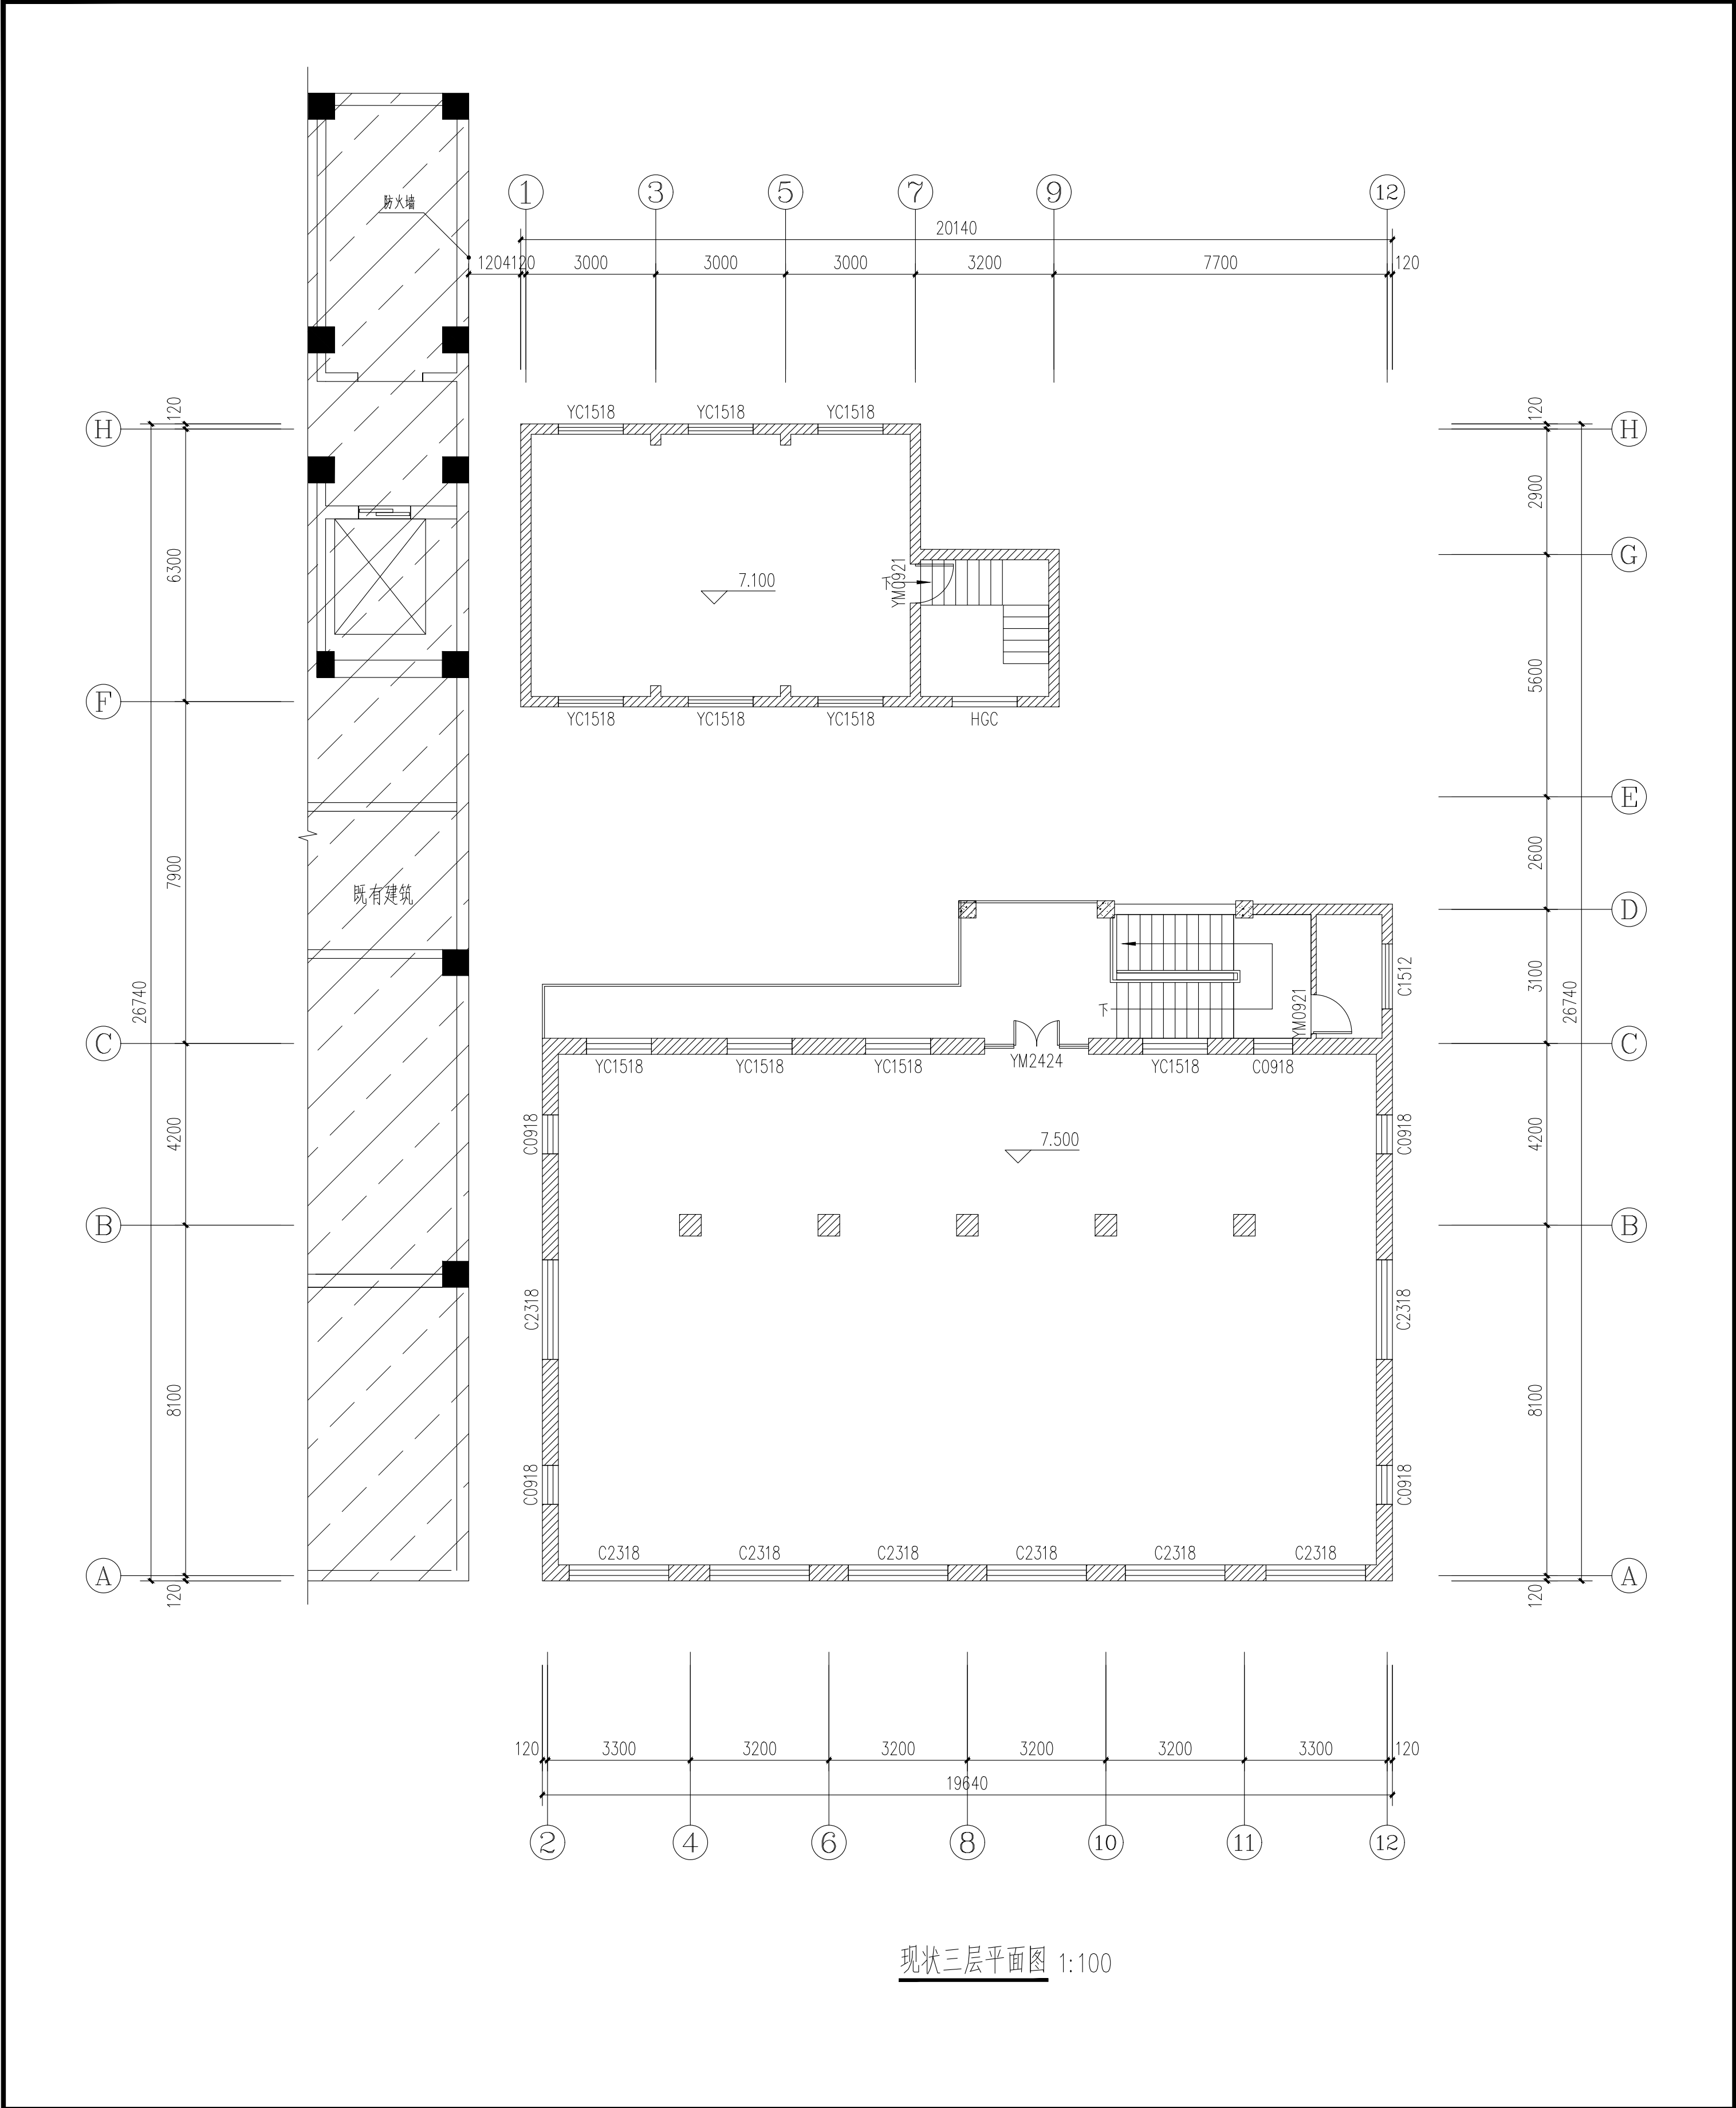 防火墙
1 3 5 7 9 12
20140
1204120 3000 3000 3000 3200 7700 120
H 120 120 H
YC1518 YC1518 YC1518
2900
G
6300
7.100
下
YM0921
5600
F
YC1518 YC1518 YC1518 HGC
E
7900
2600
既有建筑
D
26740
C1512
3100
26740
下
YM0921
C C
YC1518 YC1518 YC1518 YM2424 YC1518 C0918
4200 C0918 7.500 C0918 4200
B B
C2318 C2318
8100 8100
C0918 C0918
C2318 C2318 C2318 C2318 C2318 C2318
A A
120 120
120 3300 3200 3200 3200 3200 3300 120
19640
2 4 6 8 10 11 12
现状三层平面图 1:100